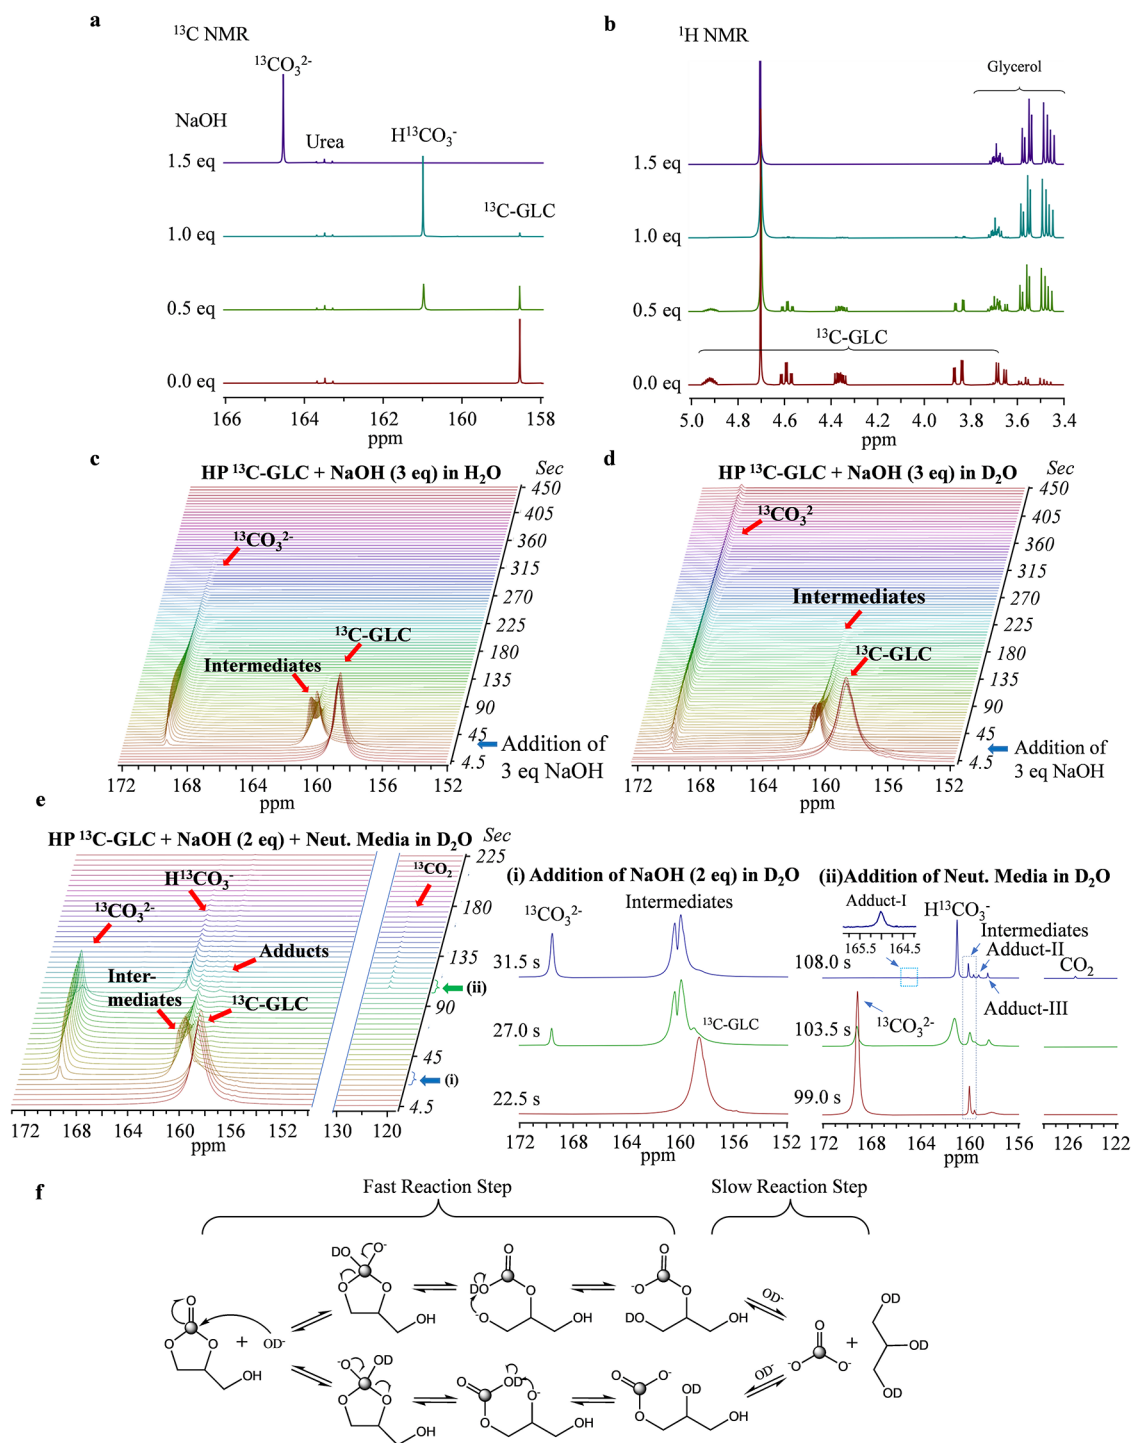 a
¹³C NMR
¹³CO₃²⁻
NaOH
Urea
H¹³CO₃⁻
1.5 eq
¹³C-GLC
1.0 eq
0.5 eq
0.0 eq
166 164 162 160 158
ppm
b
¹H NMR
Glycerol
1.5 eq
1.0 eq
0.5 eq
¹³C-GLC
0.0 eq
5.0 4.8 4.6 4.4 4.2 4.0 3.8 3.6 3.4
ppm
c
HP ¹³C-GLC + NaOH (3 eq) in H₂O
Sec
450
405
360
315
270
225
180
135
90
45
4.5
¹³CO₃²⁻
¹³C-GLC
Intermediates
Addition of
3 eq NaOH
172 168 164 160 156 152
ppm
d
HP ¹³C-GLC + NaOH (3 eq) in D₂O
Sec
450
405
360
315
270
225
180
135
90
45
4.5
¹³CO₃²
Intermediates
¹³C-GLC
Addition of
3 eq NaOH
172 168 164 160 156 152
ppm
e
HP ¹³C-GLC + NaOH (2 eq) + Neut. Media in D₂O
Sec
225
180
135
90
45
4.5
¹³CO₂
H¹³CO₃⁻
¹³CO₃²⁻
Adducts
Inter-
mediates
¹³C-GLC
(ii)
(i)
172 168 164 160 156 152 130 120
ppm
(i) Addition of NaOH (2 eq) in D₂O
¹³CO₃²⁻
Intermediates
31.5 s
27.0 s
¹³C-GLC
22.5 s
172 168 164 160 156 152
ppm
(ii)Addition of Neut. Media in D₂O
Adduct-I
H¹³CO₃⁻
165.5 164.5
Intermediates
Adduct-II
108.0 s
CO₂
Adduct-III
103.5 s
¹³CO₃²⁻
99.0 s
172 168 164 160 156 126 122
ppm
f
Fast Reaction Step
Slow Reaction Step
O
O
O
OH
+
OD⁻
DO
O⁻
O
O
OH
O
DO
O
⁻O
OH
O
⁻O
O
DO
OH
OD⁻
O
⁻O
O⁻
+
DO
OD
OD
⁻O
OD
O
O
OH
O
OD
O
O⁻
OH
O
O⁻
O
OD
OH
OD⁻